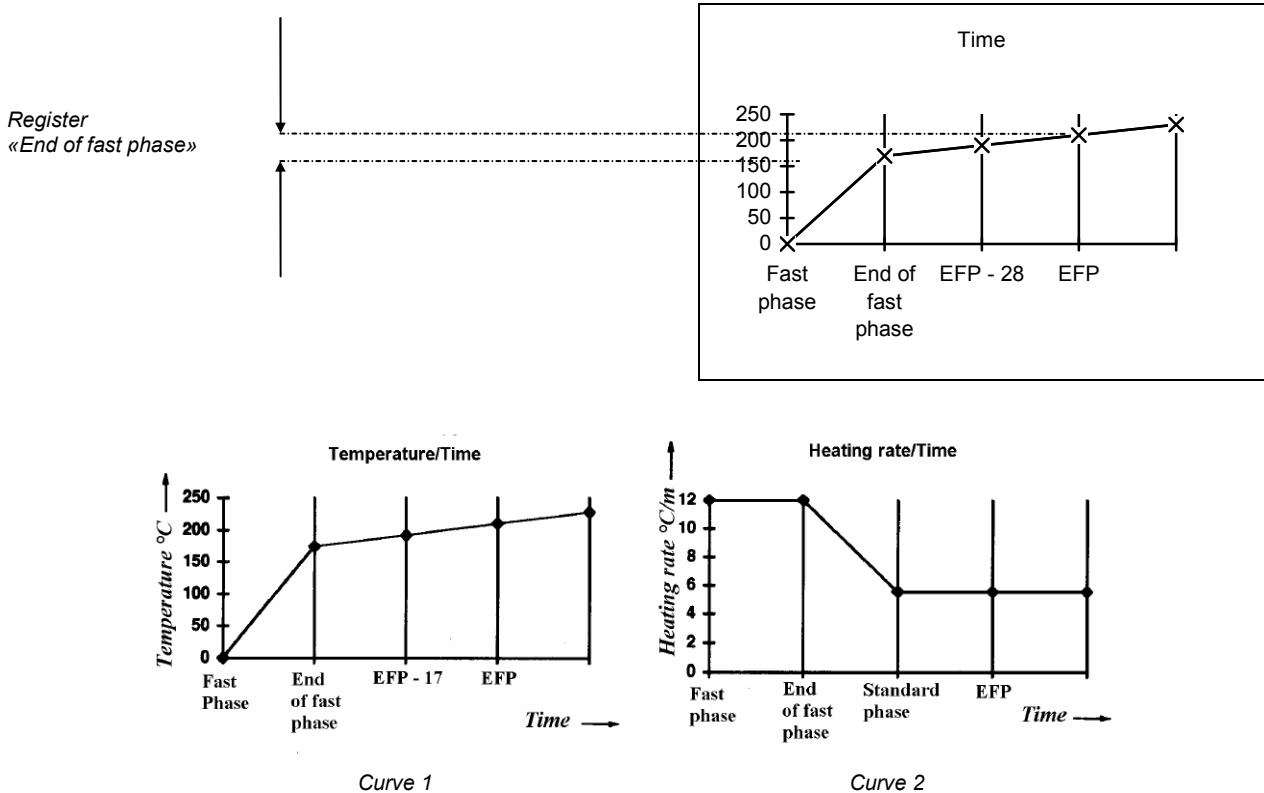 Time
Register
«End of fast phase»
250
200
150
100
50
0
Fast
phase
End of
fast
phase
EFP - 28
EFP
Temperature/Time
Temperature °C
250
200
150
100
50
0
Fast
Phase
End
of fast
phase
EFP - 17
EFP
Time
Curve 1
Heating rate/Time
Heating rate °C/m
12
10
8
6
4
2
0
Fast
phase
End
of fast
phase
Standard
phase
EFP
Time
Curve 2